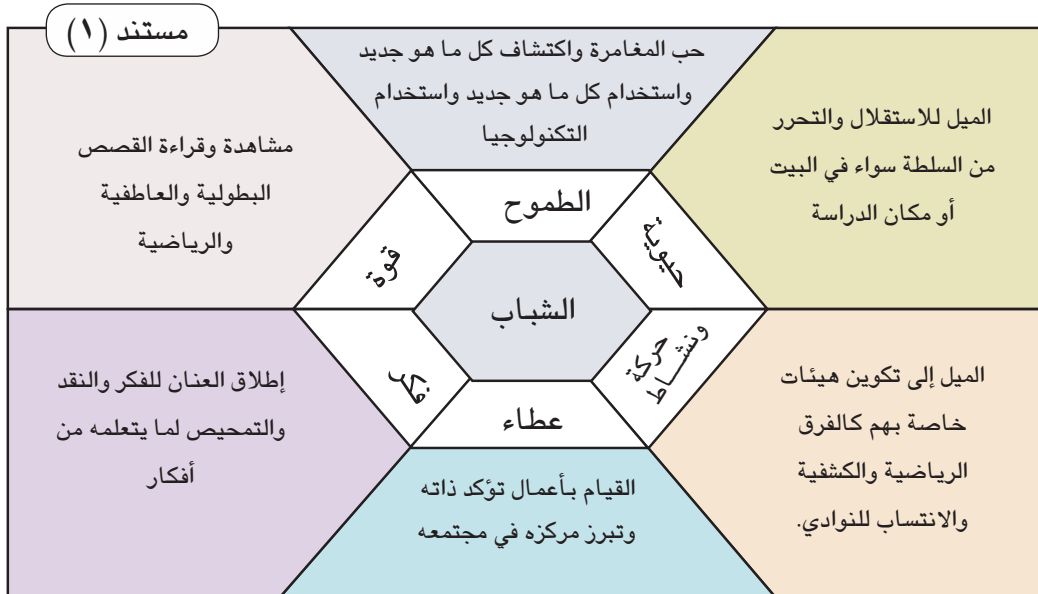 مستند (١)
حب المغامرة واكتشاف كل ما هو جديد
واستخدام كل ما هو جديد واستخدام
التكنولوجيا
الميل للاستقلال والتحرر
من السلطة سواء في البيت
أو مكان الدراسة
مشاهدة وقراءة القصص
البطولية والعاطفية
والرياضية
الطموح
حيوية
قوة
الشباب
حركة
ونشاط
فكر
عطاء
الميل إلى تكوين هيئات
خاصة بهم كالفرق
الرياضية والكشفية
والانتساب للنوادي.
إطلاق العنان للفكر والنقد
والتمحيص لما يتعلمه من
أفكار
القيام بأعمال تؤكد ذاته
وتبرز مركزه في مجتمعه